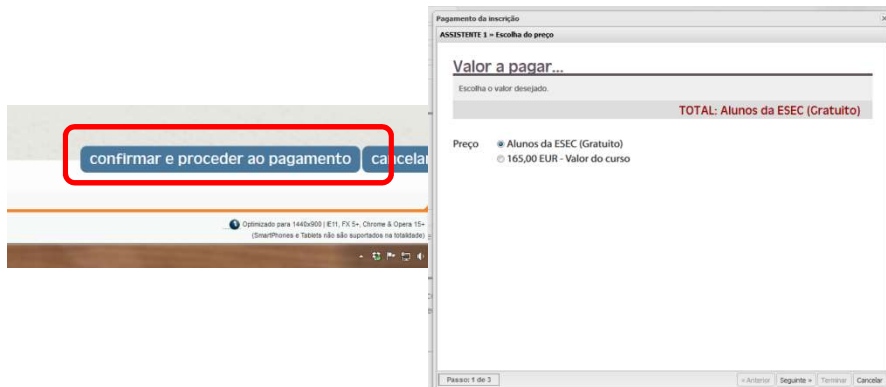 confirmar e proceder ao pagamento
cancelar
Optimizado para 1440x900 | IE11, FX 5+, Chrome & Opera 15+
(SmartPhones e Tablets não são suportados na totalidade)
Pagamento da inscrição
ASSISTENTE 1 » Escolha do preço
Valor a pagar...
Escolha o valor desejado.
TOTAL: Alunos da ESEC (Gratuito)
Preço
Alunos da ESEC (Gratuito)
165,00 EUR - Valor do curso
Passo: 1 de 3
« Anterior
Seguinte »
Terminar
Cancelar